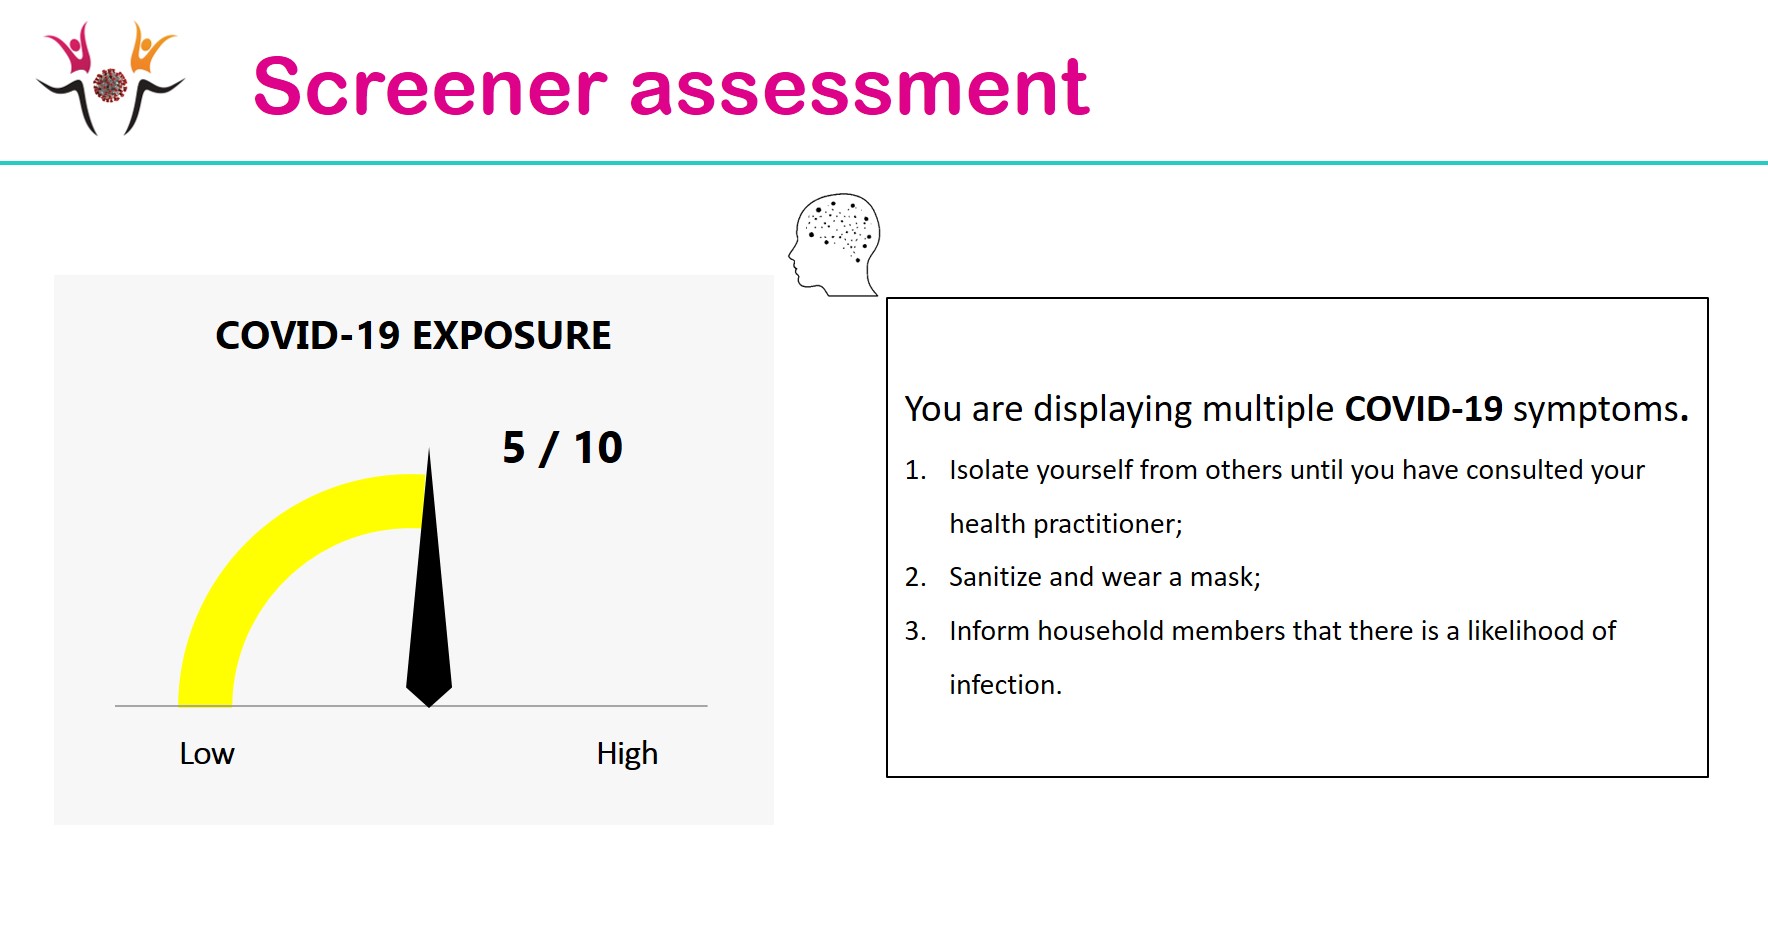 Screener assessment
COVID-19 EXPOSURE
5 / 10
Low
High
You are displaying multiple COVID-19 symptoms.
1. Isolate yourself from others until you have consulted your
health practitioner;
2. Sanitize and wear a mask;
3. Inform household members that there is a likelihood of
infection.